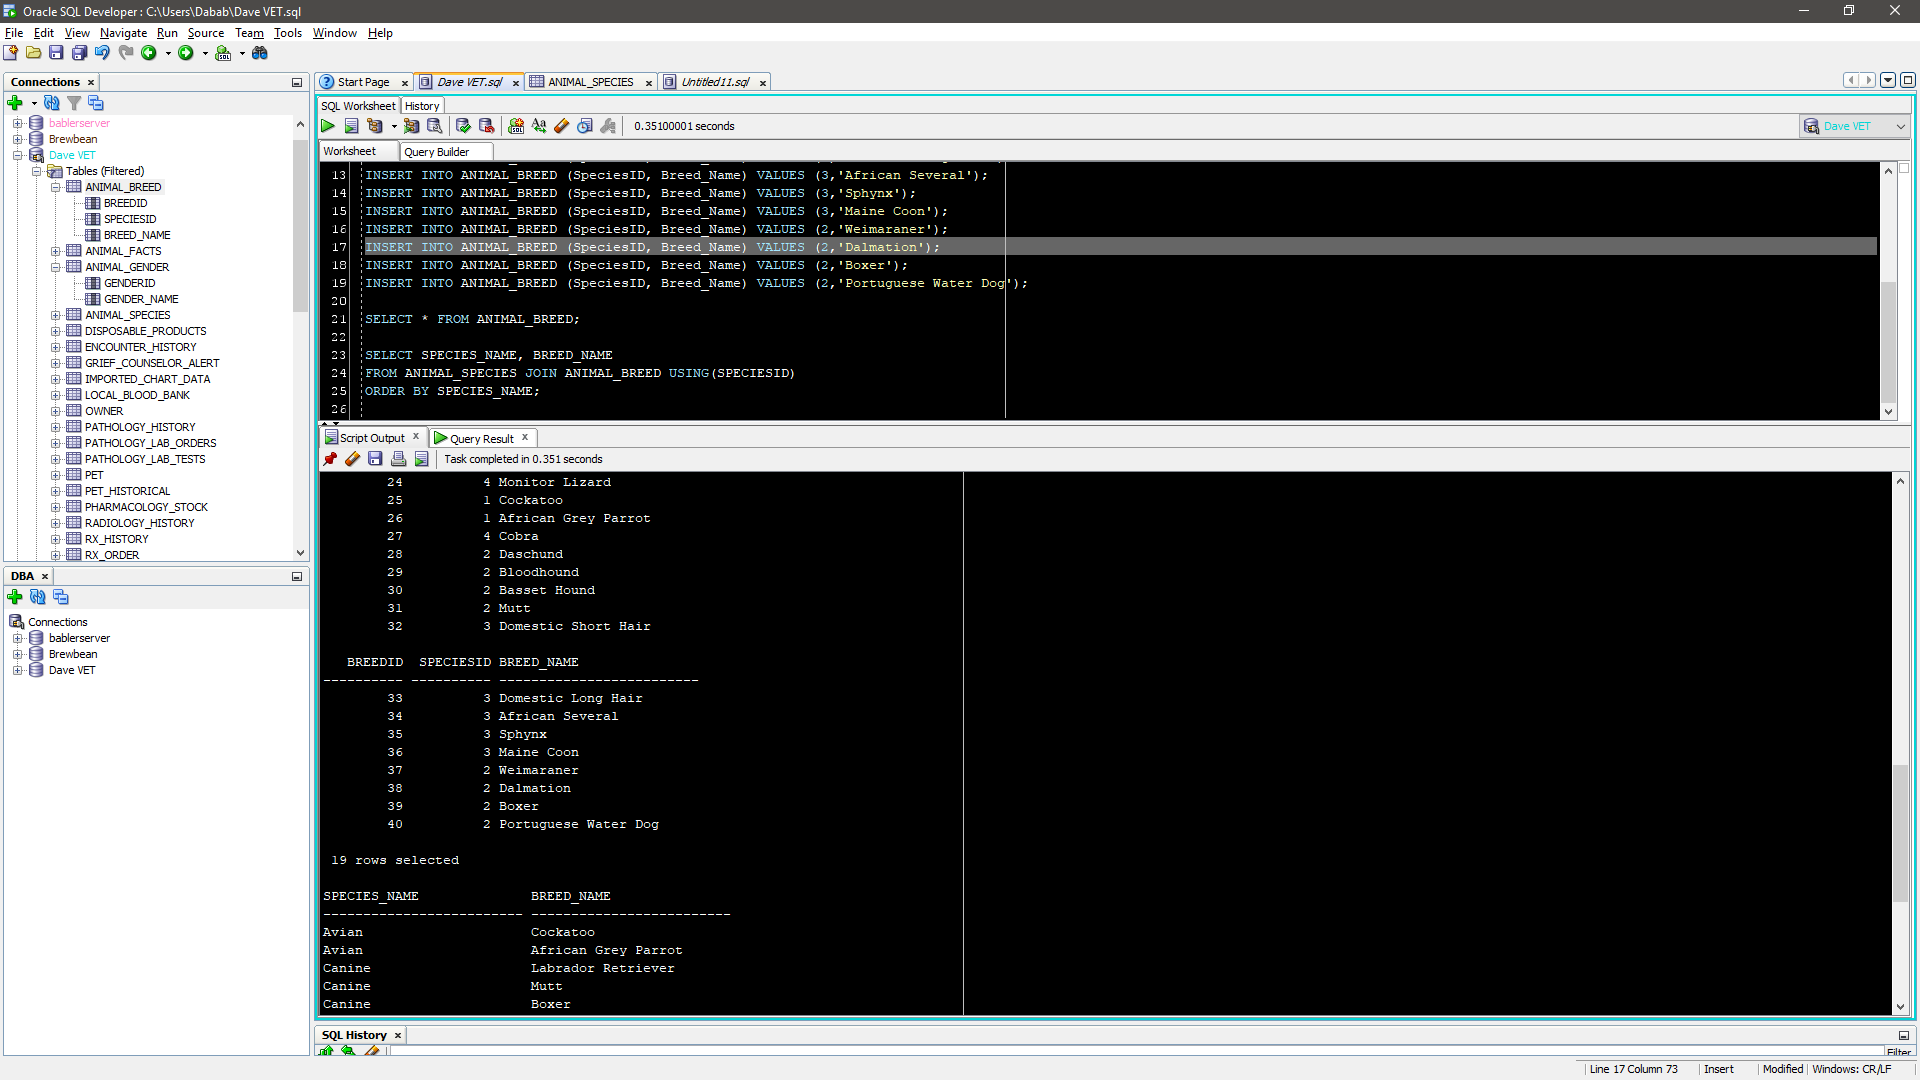 Oracle SQL Developer : C:\Users\Dabab\Dave VET.sql
File Edit View Navigate Run Source Team Tools Window Help
Connections
bablerserver
Brewbean
Dave VET
Tables (Filtered)
ANIMAL_BREED
BREEDID
SPECIESID
BREED_NAME
ANIMAL_FACTS
ANIMAL_GENDER
GENDERID
GENDER_NAME
ANIMAL_SPECIES
DISPOSABLE_PRODUCTS
ENCOUNTER_HISTORY
GRIEF_COUNSELOR_ALERT
IMPORTED_CHART_DATA
LOCAL_BLOOD_BANK
OWNER
PATHOLOGY_HISTORY
PATHOLOGY_LAB_ORDERS
PATHOLOGY_LAB_TESTS
PET
PET_HISTORICAL
PHARMACOLOGY_STOCK
RADIOLOGY_HISTORY
RX_HISTORY
RX_ORDER
DBA
Connections
bablerserver
Brewbean
Dave VET
Start Page Dave VET.sql ANIMAL_SPECIES Untitled11.sql
SQL Worksheet History
0.35100001 seconds
Dave VET
Worksheet Query Builder
13 INSERT INTO ANIMAL_BREED (SpeciesID, Breed_Name) VALUES (3,'African Several');
14 INSERT INTO ANIMAL_BREED (SpeciesID, Breed_Name) VALUES (3,'Sphynx');
15 INSERT INTO ANIMAL_BREED (SpeciesID, Breed_Name) VALUES (3,'Maine Coon');
16 INSERT INTO ANIMAL_BREED (SpeciesID, Breed_Name) VALUES (2,'Weimaraner');
17 INSERT INTO ANIMAL_BREED (SpeciesID, Breed_Name) VALUES (2,'Dalmation');
18 INSERT INTO ANIMAL_BREED (SpeciesID, Breed_Name) VALUES (2,'Boxer');
19 INSERT INTO ANIMAL_BREED (SpeciesID, Breed_Name) VALUES (2,'Portuguese Water Dog');
20
21 SELECT * FROM ANIMAL_BREED;
22
23 SELECT SPECIES_NAME, BREED_NAME
24 FROM ANIMAL_SPECIES JOIN ANIMAL_BREED USING(SPECIESID)
25 ORDER BY SPECIES_NAME;
26
Script Output Query Result
Task completed in 0.351 seconds
24 4 Monitor Lizard
25 1 Cockatoo
26 1 African Grey Parrot
27 4 Cobra
28 2 Daschund
29 2 Bloodhound
30 2 Basset Hound
31 2 Mutt
32 3 Domestic Short Hair
BREEDID SPECIESID BREED_NAME
---------- ---------- -------------------------
33 3 Domestic Long Hair
34 3 African Several
35 3 Sphynx
36 3 Maine Coon
37 2 Weimaraner
38 2 Dalmation
39 2 Boxer
40 2 Portuguese Water Dog
19 rows selected
SPECIES_NAME BREED_NAME
------------------------- -------------------------
Avian Cockatoo
Avian African Grey Parrot
Canine Labrador Retriever
Canine Mutt
Canine Boxer
SQL History
Filter
Line 17 Column 73 Insert Modified Windows: CR/LF